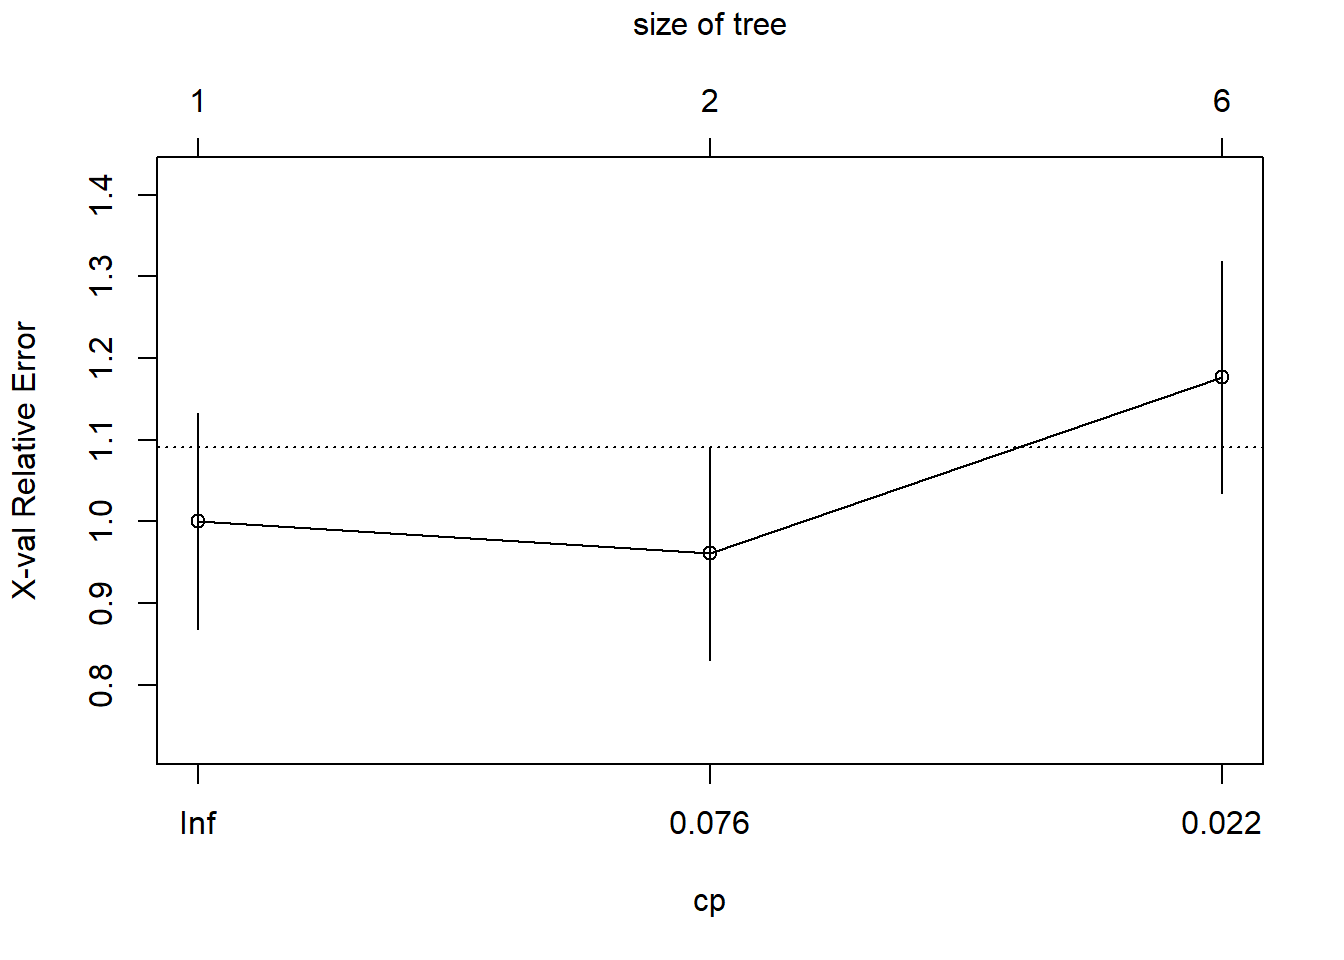 size of tree
1 2 6
1.4
1.3
1.2
1.1
1.0
0.9
0.8
X-val Relative Error
Inf 0.076 0.022
cp